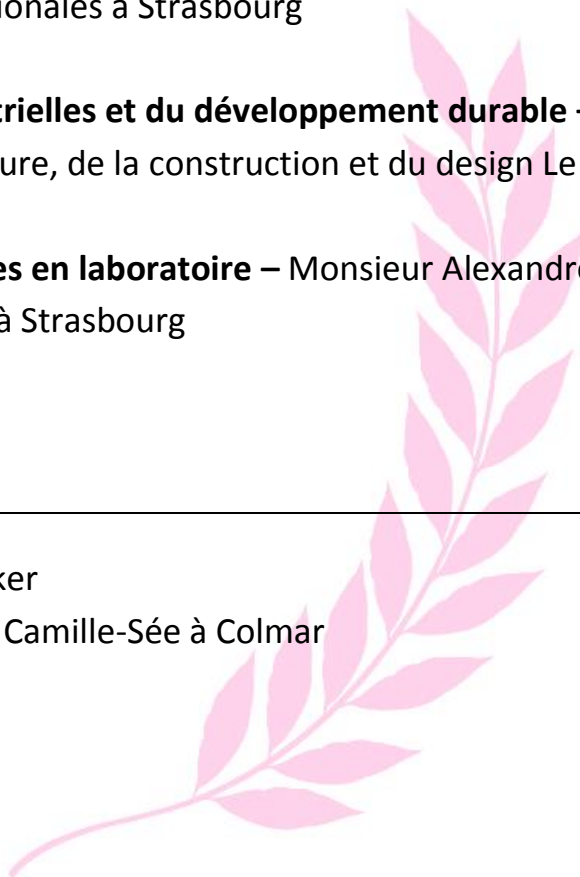 ionales à Strasbourg
trielles et du développement durable –
ure, de la construction et du design Le
es en laboratoire – Monsieur Alexandre
à Strasbourg
ker
Camille-Sée à Colmar